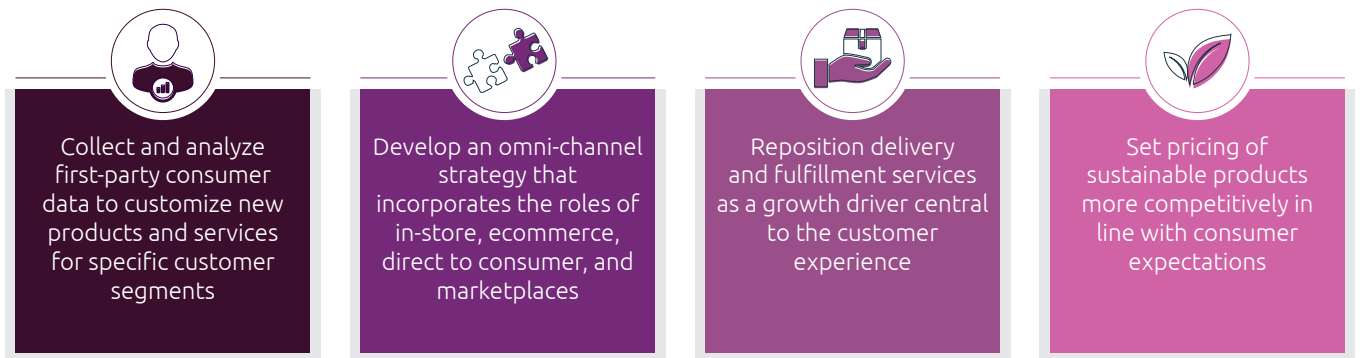 Collect and analyze
first-party consumer
data to customize new
products and services
for specific customer
segments
Develop an omni-channel
strategy that
incorporates the roles of
in-store, ecommerce,
direct to consumer, and
marketplaces
Reposition delivery
and fulfillment services
as a growth driver central
to the customer
experience
Set pricing of
sustainable products
more competitively in
line with consumer
expectations